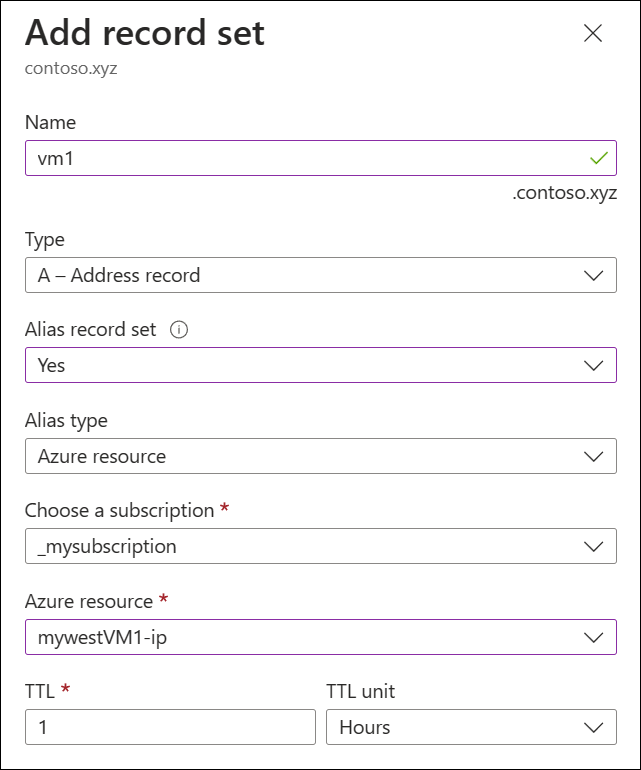 Add record set
contoso.xyz
Name
vm1
.contoso.xyz
Type
A – Address record
Alias record set
Yes
Alias type
Azure resource
Choose a subscription *
_mysubscription
Azure resource *
mywestVM1-ip
TTL * TTL unit
1 Hours